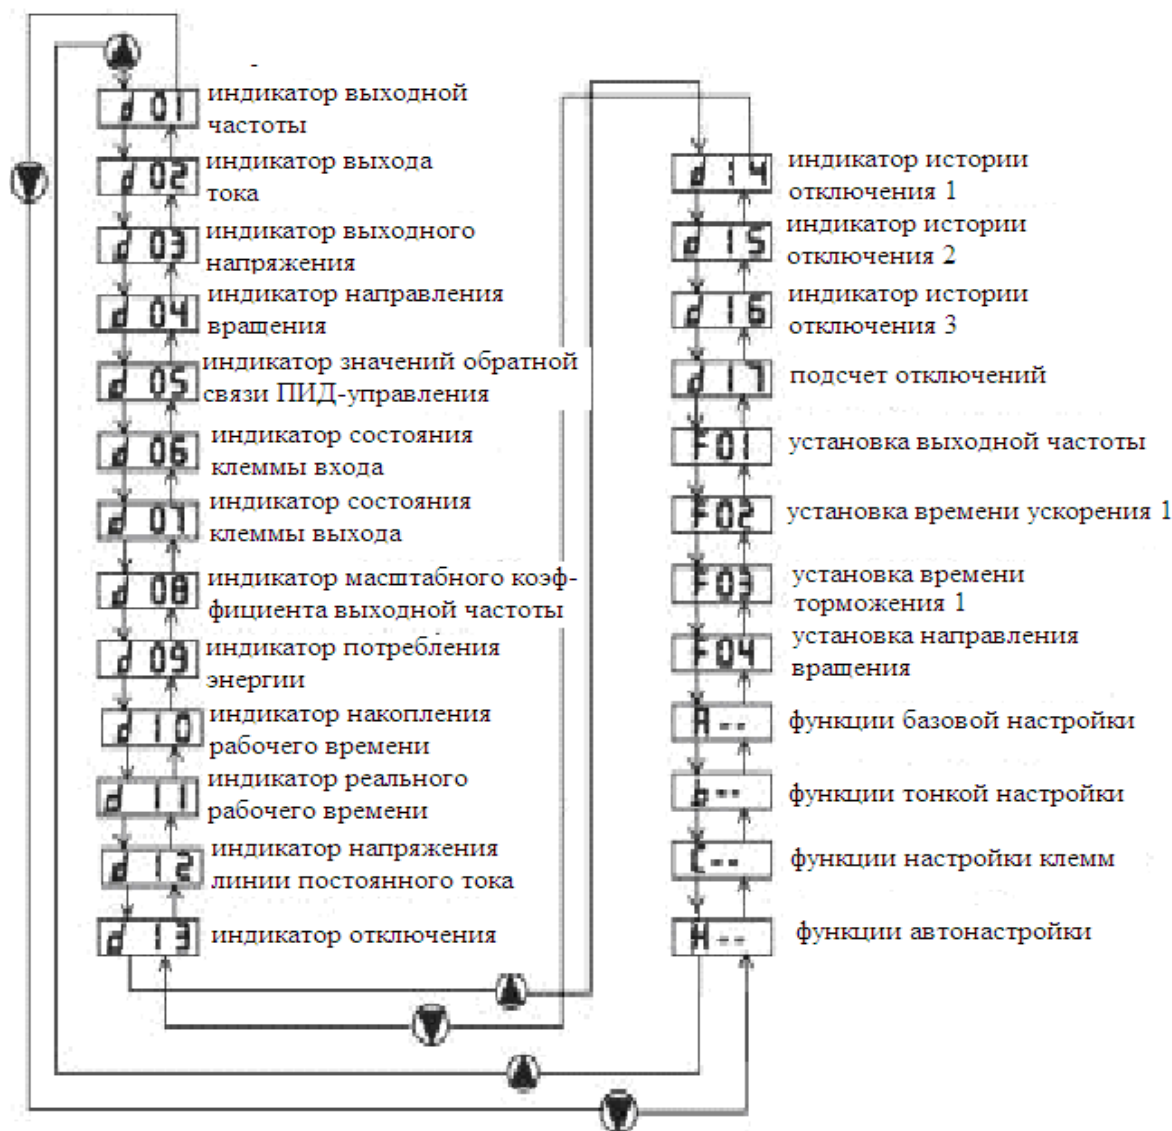 d 01
индикатор выходной
частоты
d 02
индикатор выхода
тока
d 03
индикатор выходного
напряжения
d 04
индикатор направления
вращения
d 05
индикатор значений обратной
связи ПИД-управления
d 06
индикатор состояния
клеммы входа
d 07
индикатор состояния
клеммы выхода
d 08
индикатор масштабного коэф-
фициента выходной частоты
d 09
индикатор потребления
энергии
d 10
индикатор накопления
рабочего времени
d 11
индикатор реального
рабочего времени
d 12
индикатор напряжения
линии постоянного тока
d 13
индикатор отключения
d 14
индикатор истории
отключения 1
d 15
индикатор истории
отключения 2
d 16
индикатор истории
отключения 3
d 17
подсчет отключений
F01
установка выходной частоты
F02
установка времени ускорения 1
F03
установка времени
торможения 1
F04
установка направления
вращения
A--
функции базовой настройки
b--
функции тонкой настройки
C--
функции настройки клемм
H--
функции автонастройки